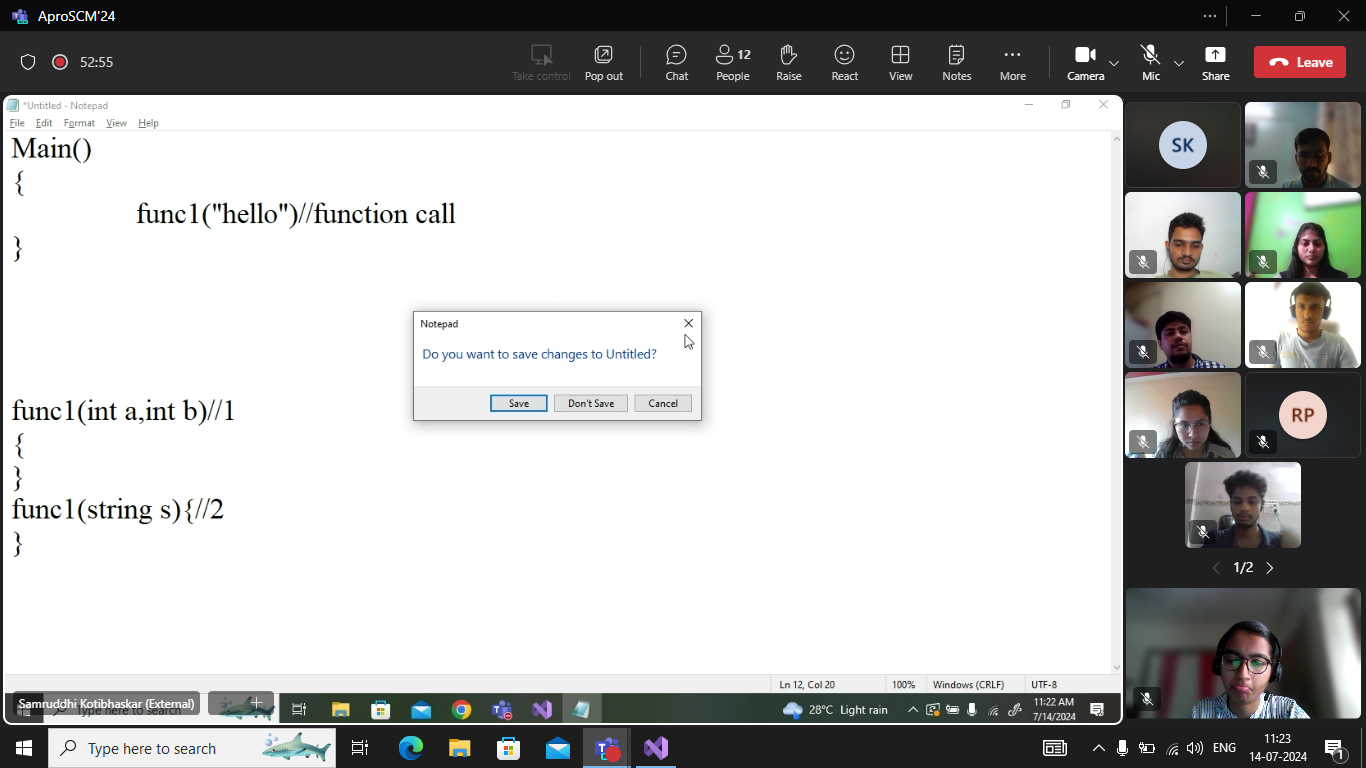 AproSCM'24
52:55
Take control
Pop out
Chat
12
People
Raise
React
View
Notes
More
Camera
Mic
Share
Leave
*Untitled - Notepad
File Edit Format View Help
Main()
{
func1("hello")//function call
}
Notepad
Do you want to save changes to Untitled?
Save
Don't Save
Cancel
func1(int a,int b)//1
{
}
func1(string s){//2
}
SK
RP
1/2
Ln 12, Col 20
100%
Windows (CRLF)
UTF-8
Samruddhi Kotibhaskar (External)
Type here to search
28°C Light rain
11:22 AM
7/14/2024
Type here to search
ENG
11:23
14-07-2024
1